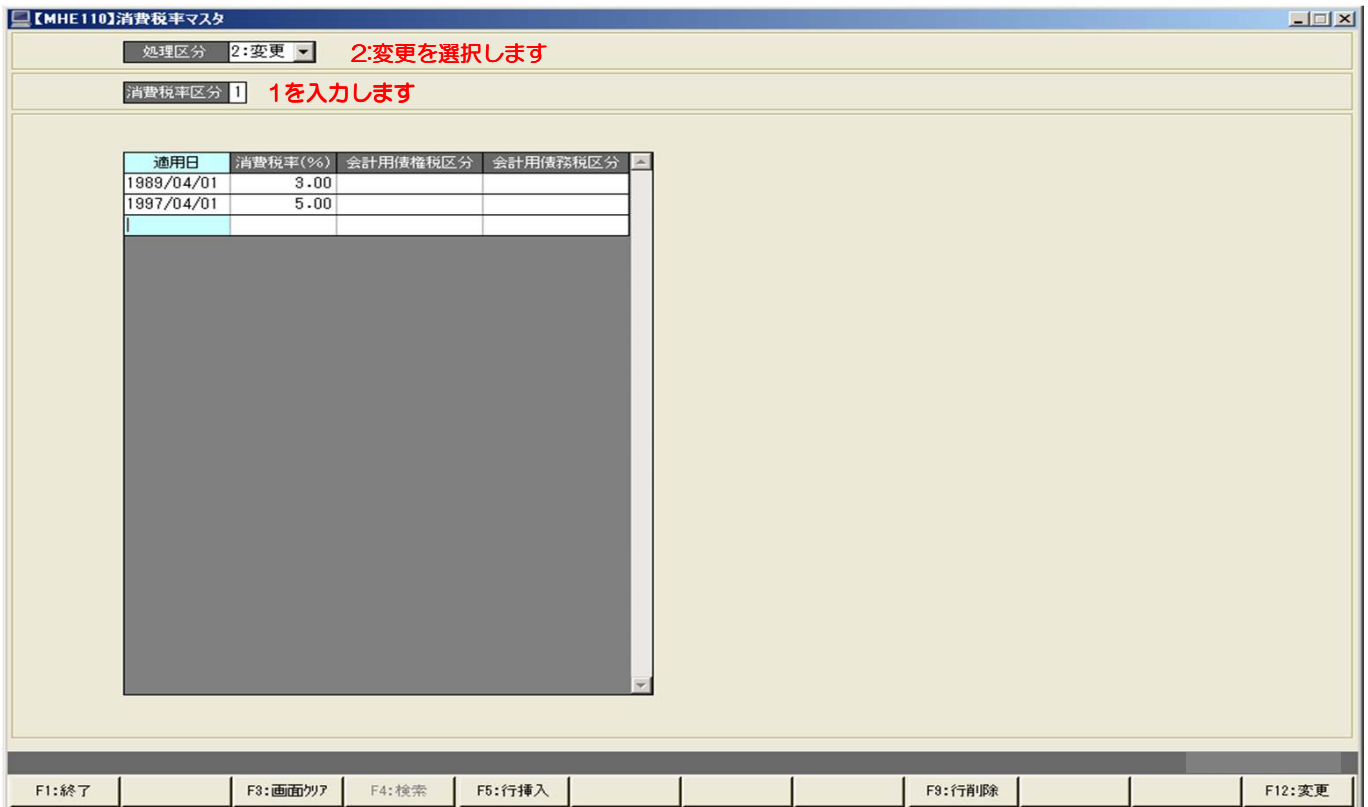 【MHE110】消費税率マスタ
処理区分 2:変更 2:変更を選択します
消費税率区分 1 1を入力します
適用日 消費税率(%) 会計用債権税区分 会計用債務税区分
1989/04/01 3.00
1997/04/01 5.00
F1:終了 F3:画面クリア F4:検索 F5:行挿入 F9:行削除 F12:変更